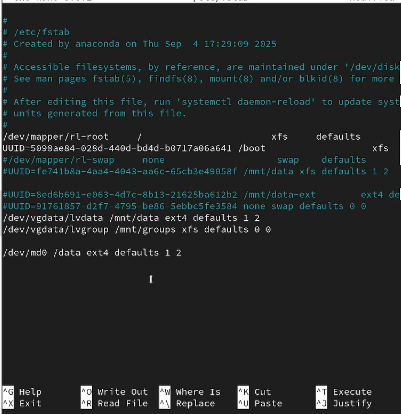 #
# /etc/fstab
# Created by anaconda on Thu Sep  4 17:29:09 2025
#
# Accessible filesystems, by reference, are maintained under '/dev/disk
# See man pages fstab(5), findfs(8), mount(8) and/or blkid(8) for more
#
# After editing this file, run 'systemctl daemon-reload' to update syst
# units generated from this file.
#
/dev/mapper/rl-root     /                       xfs     defaults
UUID=5099ae84-028d-440d-bd4d-b0717a06a641 /boot                   xfs
#/dev/mapper/rl-swap     none                    swap    defaults
#UUID=fe741b8a-4aa4-4043-aa6c-65cb3e49858f /mnt/data xfs defaults 1 2
#UUID=8ed6b691-e063-4d7c-8b13-21625ba612b2 /mnt/data-ext        ext4 de
#UUID=91761857-d2f7-4795-be86-5ebbc5fe3584 none swap defaults 0 0
/dev/vgdata/lvdata /mnt/data ext4 defaults 1 2
/dev/vgdata/lvgroup /mnt/groups xfs defaults 0 0
/dev/md0 /data ext4 defaults 1 2
^G Help    ^O Write Out    ^W Where Is    ^K Cut    ^T Execute
^X Exit    ^R Read File    ^\ Replace    ^U Paste    ^J Justify